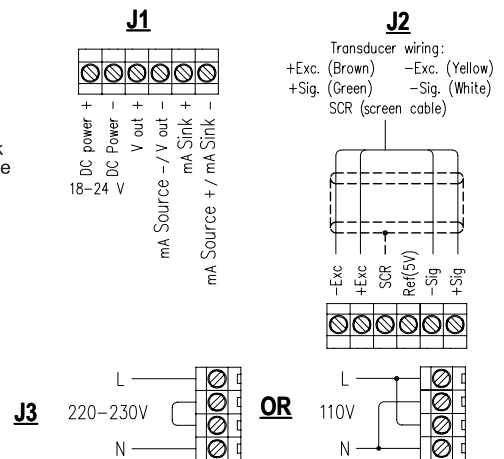 J1
DC power +
DC Power -
V out +
mA Source -/ V out -
mA Sink +
mA Source + / mA Sink -
18-24 V
k
e
J2
Transducer wiring:
+Exc. (Brown) -Exc. (Yellow)
+Sig. (Green) -Sig. (White)
SCR (screen cable)
-Exc
+Exc
SCR
Ref(5V)
-Sig
+Sig
J3
L
220-230V
N
OR
L
110V
N